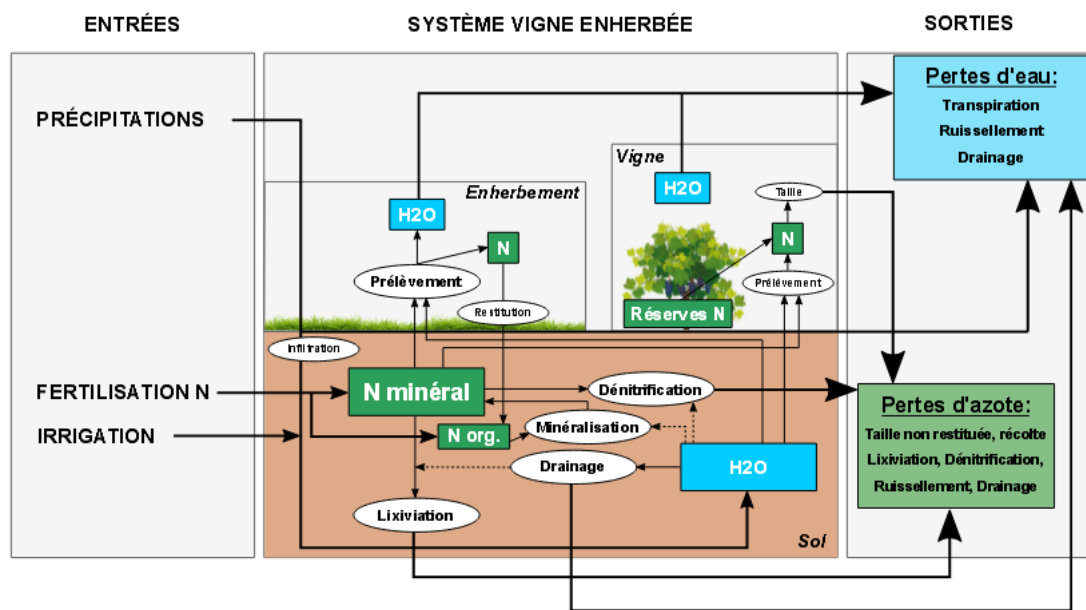 ENTRÉES
SYSTÈME VIGNE ENHERBÉE
SORTIES
Pertes d'eau:
Transpiration
Ruissellement
Drainage
PRÉCIPITATIONS
Vigne
Enherbement
H2O
H2O
Taille
N
N
Prélèvement
Prélèvement
Restitution
Réserves N
Infiltration
FERTILISATION N
N minéral
Dénitrification
Pertes d'azote:
Taille non restituée, récolte
Lixiviation, Dénitrification,
Ruissellement, Drainage
IRRIGATION
N org.
Minéralisation
Drainage
H2O
Lixiviation
Sol